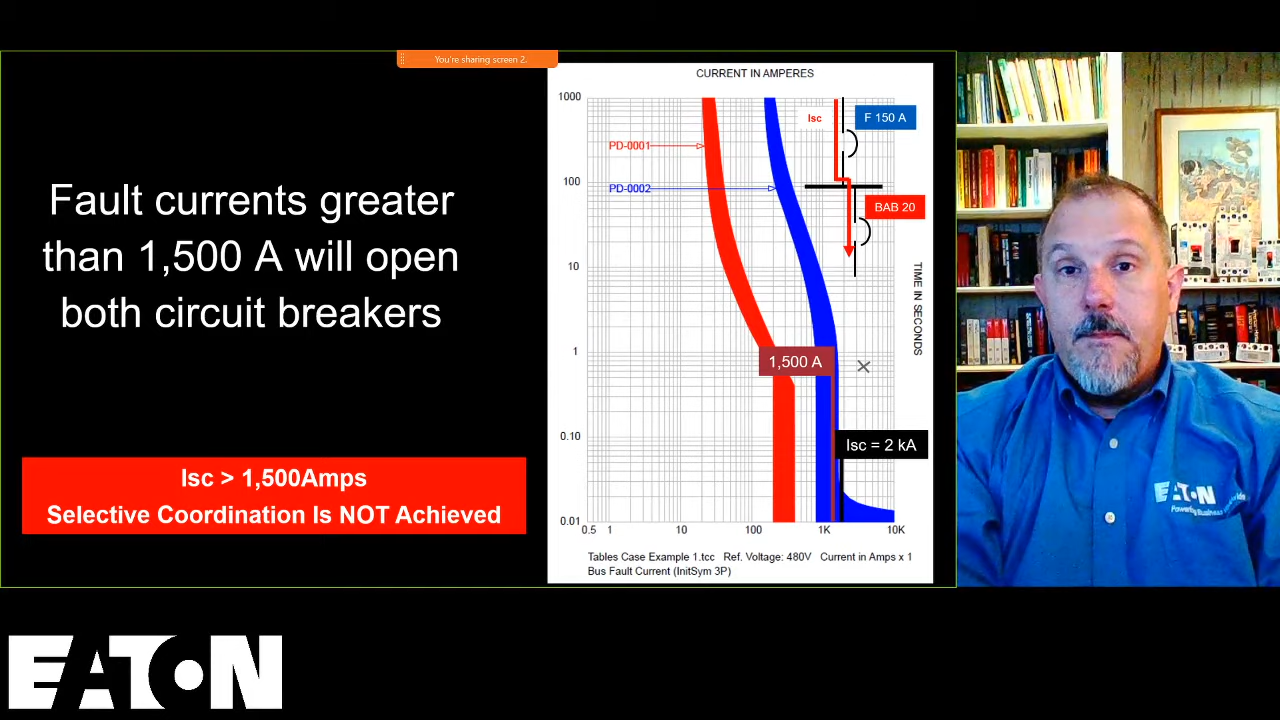 You're sharing screen 2.
Fault currents greater
than 1,500 A will open
both circuit breakers
Isc > 1,500Amps
Selective Coordination Is NOT Achieved
CURRENT IN AMPERES
1000
100
10
1
0.10
0.01
0.5
1
10
100
1K
10K
PD-0001
PD-0002
Isc
F 150 A
BAB 20
TIME IN SECONDS
1,500 A
Isc = 2 kA
Tables Case Example 1.tcc Ref. Voltage: 480V Current in Amps x 1
Bus Fault Current (InitSym 3P)
EATON
Powering Business
EATON